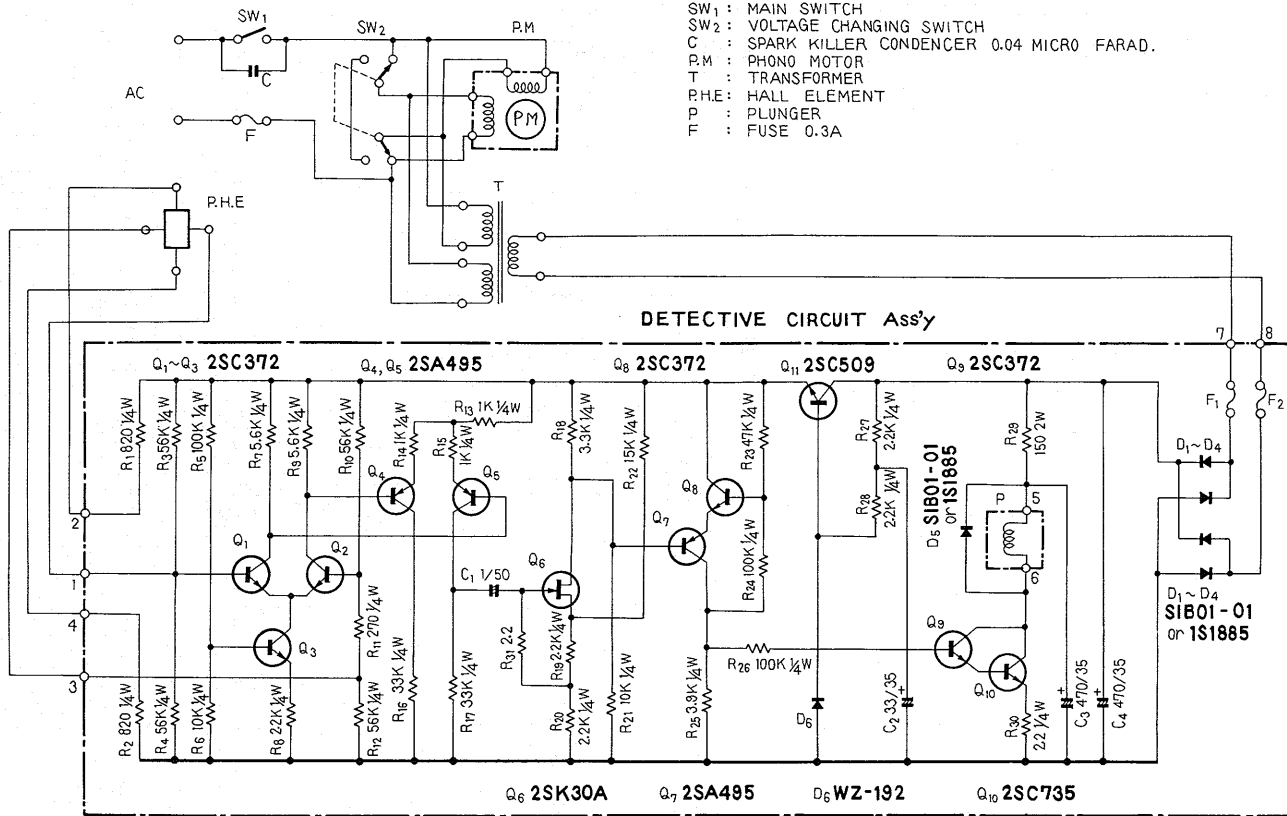 SW1 : MAIN SWITCH
SW2 : VOLTAGE CHANGING SWITCH
C : SPARK KILLER CONDENCER 0.04 MICRO FARAD.
P.M : PHONO MOTOR
T : TRANSFORMER
P.H.E : HALL ELEMENT
P : PLUNGER
F : FUSE 0.3A
SW1
SW2
P.M
C
AC
F
PM
T
P.H.E
DETECTIVE CIRCUIT Ass'y
7
8
Q1~Q3 2SC372
Q4, Q5 2SA495
Q8 2SC372
Q11 2SC509
Q9 2SC372
F1
F2
R1 820 ¼W
R3 56K ¼W
R5 100K ¼W
R7 5.6K ¼W
R9 5.6K ¼W
R10 56K ¼W
R14 1K ¼W
R13 1K ¼W
R15 1K ¼W
R18 3.3K ¼W
R22 15K ¼W
R23 47K ¼W
R27 2.2K ¼W
R28 2.2K ¼W
R29 150 2W
D1~D4
Q4
Q5
Q8
Q7
D5 SIB01-01 or 1S1885
P
5
6
2
1
4
3
Q1
Q2
Q3
C1 1/50
Q6
R24 100K ¼W
D1~D4
SIB01-01
or 1S1885
R11 270 ¼W
R31 2.2
R19 2.2K ¼W
R26 100K ¼W
Q9
Q10
R2 820 ¼W
R4 56K ¼W
R6 10K ¼W
R8 2.2K ¼W
R12 56K ¼W
R16 33K ¼W
R17 33K ¼W
R20 2.2K ¼W
R21 10K ¼W
R25 3.9K ¼W
D6
C2 33/35
+
R30 2.2 ¼W
C3 470/35
+
C4 470/35
+
Q6 2SK30A
Q7 2SA495
D6 WZ-192
Q10 2SC735